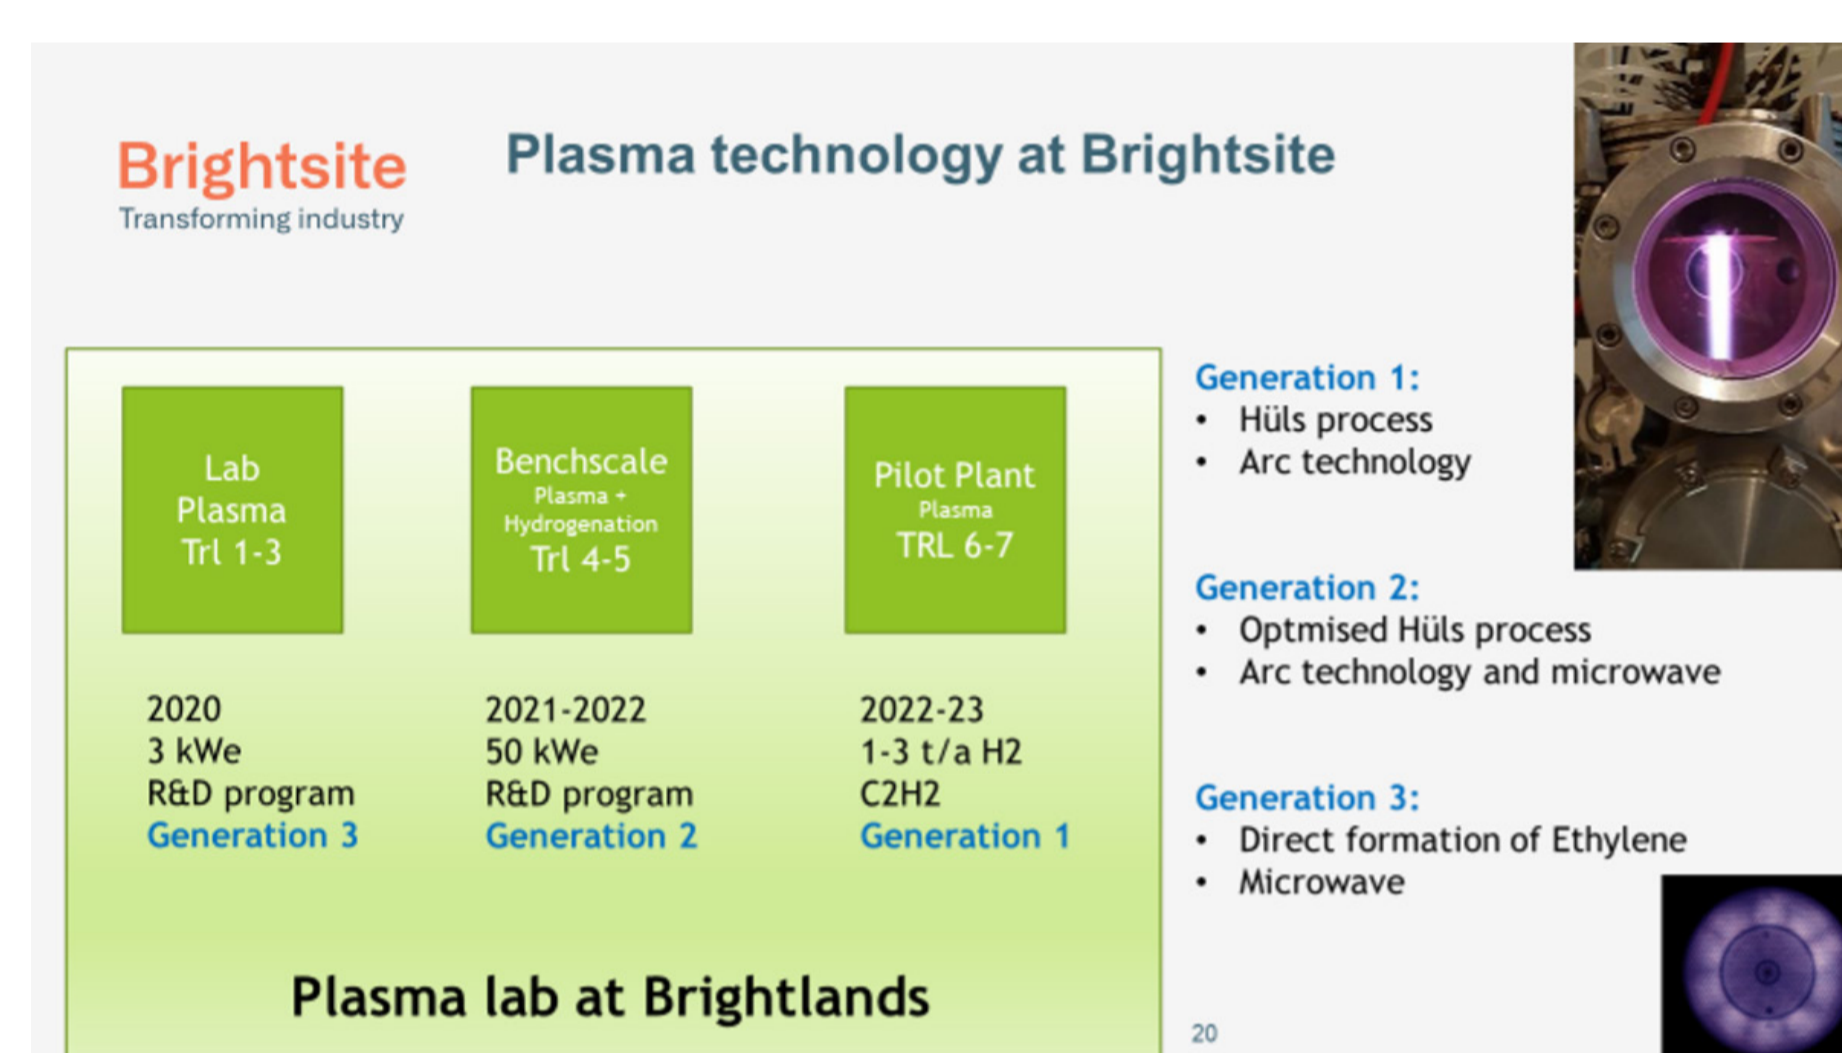 Brightsite
Transforming industry
Plasma technology at Brightsite
Lab
Plasma
Trl 1-3
Benchscale
Plasma +
Hydrogenation
Trl 4-5
Pilot Plant
Plasma
TRL 6-7
2020
3 kWe
R&D program
Generation 3
2021-2022
50 kWe
R&D program
Generation 2
2022-23
1-3 t/a H2
C2H2
Generation 1
Plasma lab at Brightlands
Generation 1:
• Hüls process
• Arc technology
Generation 2:
• Optmised Hüls process
• Arc technology and microwave
Generation 3:
• Direct formation of Ethylene
• Microwave
20